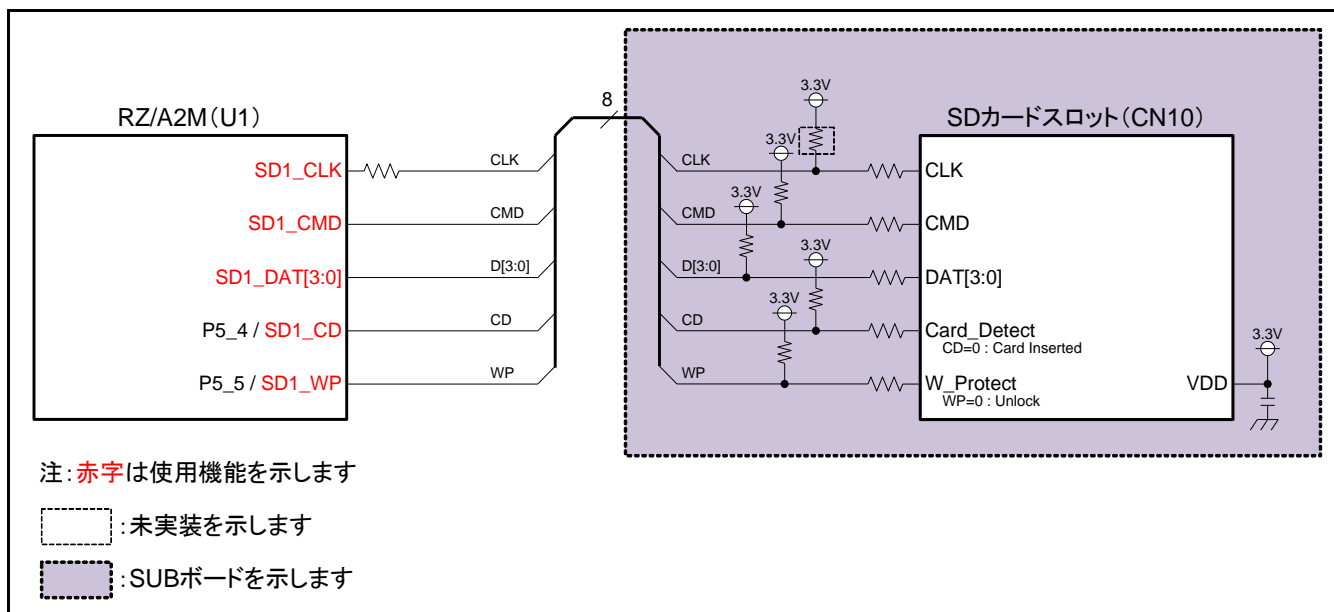 RZ/A2M(U1)
SD1_CLK
SD1_CMD
SD1_DAT[3:0]
P5_4 / SD1_CD
P5_5 / SD1_WP
CLK
CMD
D[3:0]
CD
WP
8
CLK
CMD
D[3:0]
CD
WP
3.3V
3.3V
3.3V
3.3V
3.3V
SDカードスロット(CN10)
CLK
CMD
DAT[3:0]
Card_Detect
CD=0 : Card Inserted
W_Protect
WP=0 : Unlock
VDD
3.3V
注:赤字は使用機能を示します
:未実装を示します
:SUBボードを示します